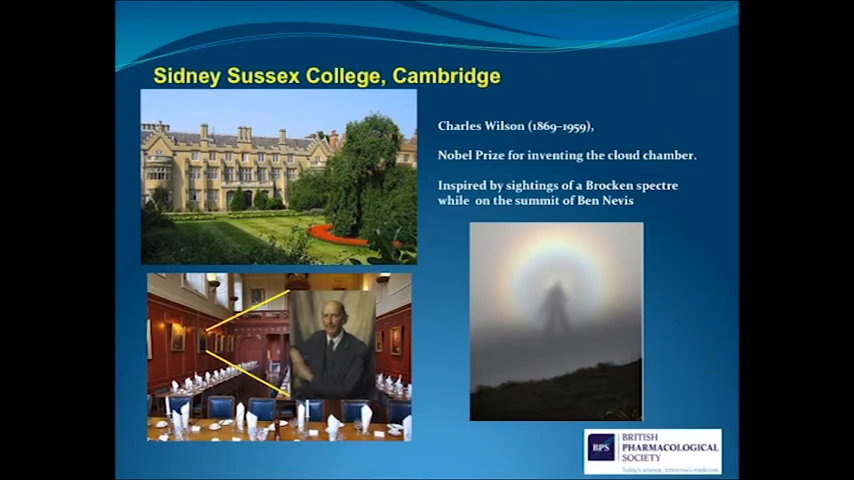 Sidney Sussex College, Cambridge
Charles Wilson (1869–1959),
Nobel Prize for inventing the cloud chamber.
Inspired by sightings of a Brocken spectre
while on the summit of Ben Nevis
BPS
BRITISH
PHARMACOLOGICAL
SOCIETY
Today's science, tomorrow's medicines